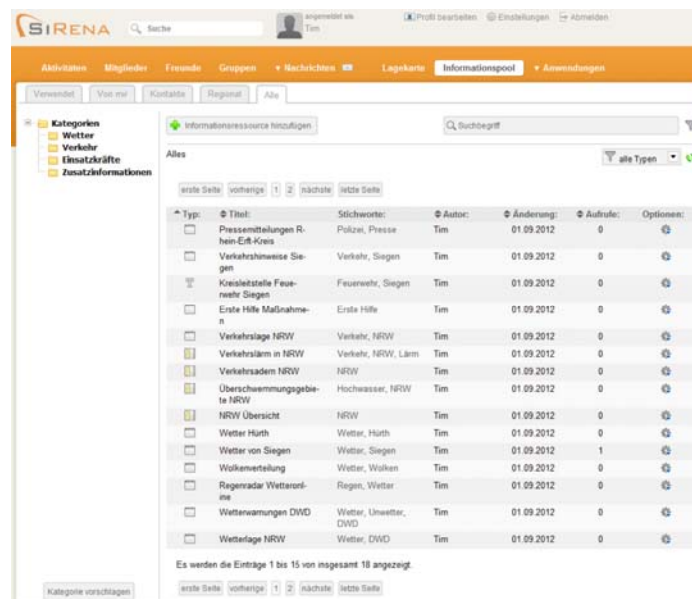 SIRENA Suche angemeldet als Tim Profil bearbeiten Einstellungen Abmelden
Aktivitäten Mitglieder Freunde Gruppen Nachrichten Lagekarte Informationspool Anwendungen
Verwendet Von mir Kontakte Regional Alle
Kategorien
Wetter
Verkehr
Einsatzkräfte
Zusatzinformationen
Informationsressource hinzufügen Suchbegriff
Alles alle Typen
erste Seite vorherige 1 2 nächste letzte Seite
Typ: Titel: Stichworte: Autor: Änderung: Aufrufe: Optionen:
Pressemitteilungen R- Polizei, Presse Tim 01.09.2012 0
hein-Erft-Kreis
Verkehrshinweise Sie- Verkehr, Siegen Tim 01.09.2012 0
gen
Kreisleitstelle Feue- Feuerwehr, Siegen Tim 01.09.2012 0
rwehr Siegen
Erste Hilfe Maßnahme- Erste Hilfe Tim 01.09.2012 0
n
Verkehrslage NRW Verkehr, NRW Tim 01.09.2012 0
Verkehrslärm in NRW Verkehr, NRW, Lärm Tim 01.09.2012 0
Verkehrsadern NRW NRW Tim 01.09.2012 0
Überschwemmungsgebie- Hochwasser, NRW Tim 01.09.2012 0
te NRW
NRW Übersicht NRW Tim 01.09.2012 0
Wetter Hürth Wetter, Hürth Tim 01.09.2012 0
Wetter von Siegen Wetter, Siegen Tim 01.09.2012 1
Wolkenverteilung Wetter, Wolken Tim 01.09.2012 0
Regenradar Wetteronl- Regen, Wetter Tim 01.09.2012 0
ine
Wetterwarnungen DWD Wetter, Unwetter, Tim 01.09.2012 0
DWD
Wetterlage NRW Wetter, DWD Tim 01.09.2012 0
Es werden die Einträge 1 bis 15 von insgesamt 18 angezeigt.
Kategorie vorschlagen erste Seite vorherige 1 2 nächste letzte Seite